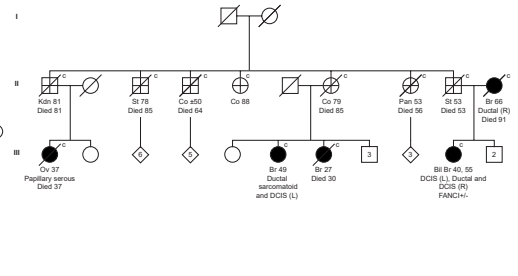 I
II
c c c c c c c c
Kdn 81
Died 81
St 78
Died 85
Co ±50
Died 64
Co 88
Co 79
Died 85
Pan 53
Died 56
St 53
Died 53
Br 66
Ductal (R)
Died 91
III
c c c c
6 5 3 3 2
Ov 37
Papillary serous
Died 37
Br 49
Ductal
sarcomatoid
and DCIS (L)
Br 27
Died 30
Bil Br 40, 55
DCIS (L), Ductal and
DCIS (R)
FANCI+/-